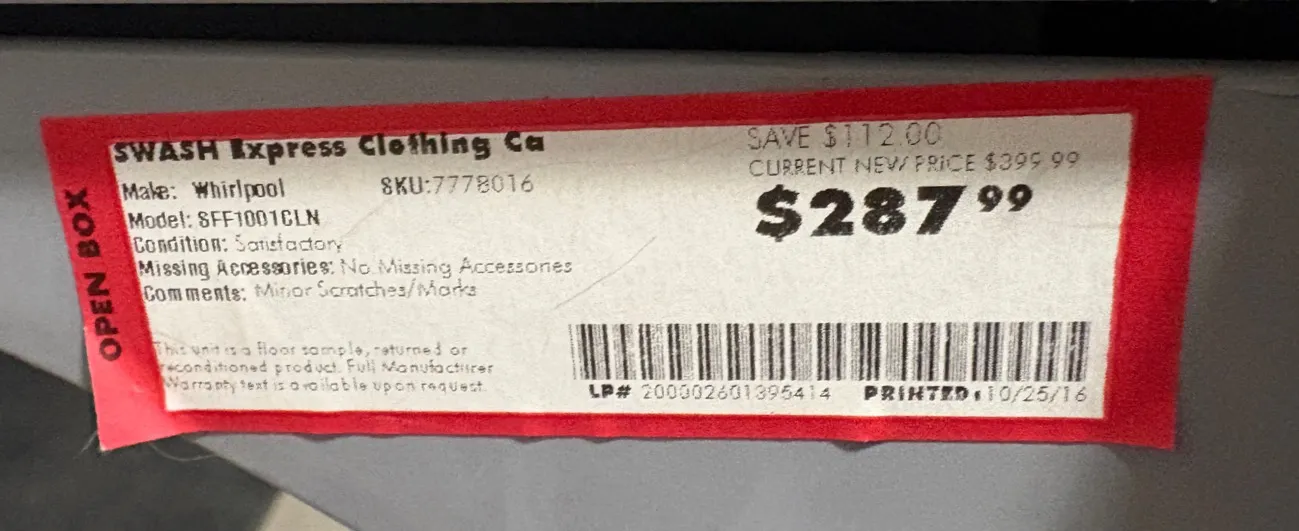 OPEN BOX
SWASH Express Clothing Ca
Make: Whirlpool SKU:7778016
Model: SFF1001CLN
Condition: Satisfactory
Missing Accessories: No Missing Accessories
Comments: Minor Scratches/Marks
This unit is a floor sample, returned or
reconditioned product. Full Manufacturer
Warranty text is available upon request.
SAVE $112.00
CURRENT NEW PRICE $399.99
$287 99
LP# 200002601395414 PRINTED: 10/25/16